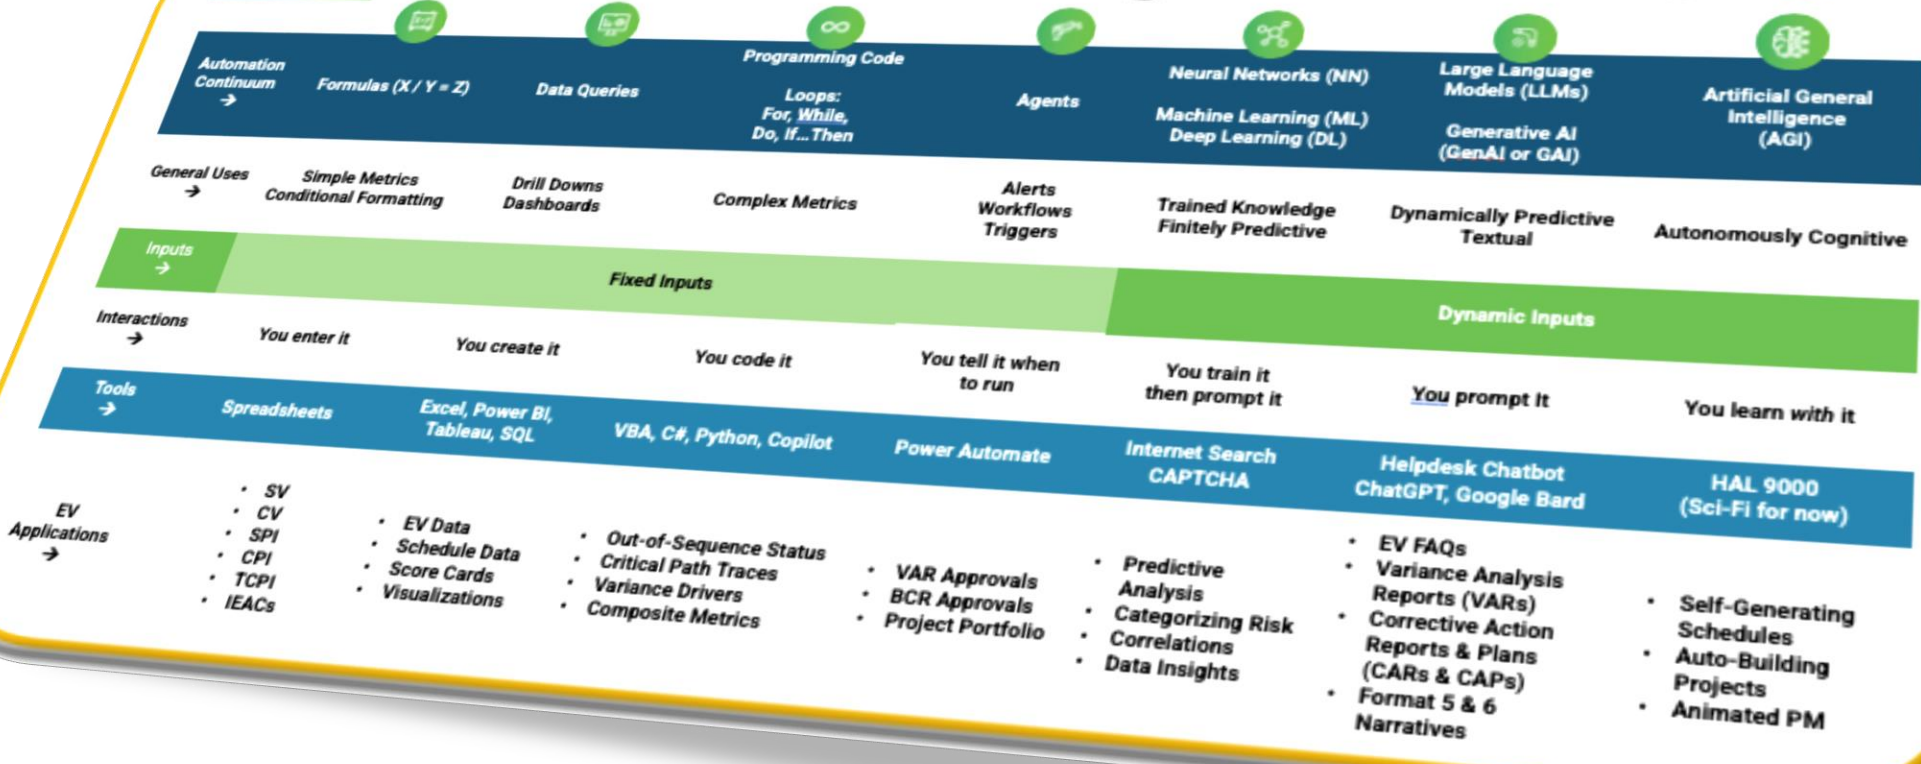 Automation
Continuum
→
Formulas (X / Y = Z)
Data Queries
Programming Code
Loops:
For, While,
Do, If...Then
Agents
Neural Networks (NN)
Machine Learning (ML)
Deep Learning (DL)
Large Language
Models (LLMs)
Generative AI
(GenAI or GAI)
Artificial General
Intelligence
(AGI)
General Uses
→
Simple Metrics
Conditional Formatting
Drill Downs
Dashboards
Complex Metrics
Alerts
Workflows
Triggers
Trained Knowledge
Finitely Predictive
Dynamically Predictive
Textual
Autonomously Cognitive
Inputs
→
Fixed Inputs
Dynamic Inputs
Interactions
→
You enter it
You create it
You code it
You tell it when
to run
You train it
then prompt it
You prompt It
You learn with it
Tools
→
Spreadsheets
Excel, Power BI,
Tableau, SQL
VBA, C#, Python, Copilot
Power Automate
Internet Search
CAPTCHA
Helpdesk Chatbot
ChatGPT, Google Bard
HAL 9000
(Sci-Fi for now)
EV
Applications
→
• SV
• CV
• SPI
• CPI
• TCPI
• IEACs
• EV Data
• Schedule Data
• Score Cards
• Visualizations
• Out-of-Sequence Status
• Critical Path Traces
• Variance Drivers
• Composite Metrics
• VAR Approvals
• BCR Approvals
• Project Portfolio
• Predictive
Analysis
• Categorizing Risk
• Correlations
• Data Insights
• EV FAQs
• Variance Analysis
Reports (VARs)
• Corrective Action
Reports & Plans
(CARs & CAPs)
• Format 5 & 6
Narratives
• Self-Generating
Schedules
• Auto-Building
Projects
• Animated PM